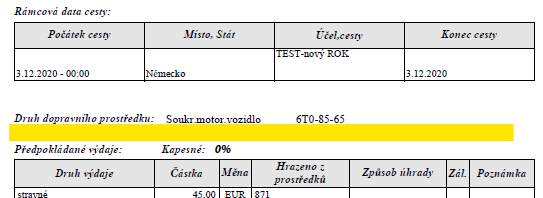 Rámcová data cesty:
Počátek cesty Místo, Stát Účel,cesty Konec cesty
TEST-nový ROK
3.12.2020 - 00:00 Německo 3.12.2020
Druh dopravního prostředku: Soukr.motor.vozidlo 6T0-85-65
Předpokládané výdaje: Kapesné: 0%
Druh výdaje Částka Měna Hrazeno z prostředků Způsob úhrady Zál. Poznámka
stravné 45.00 EUR 871